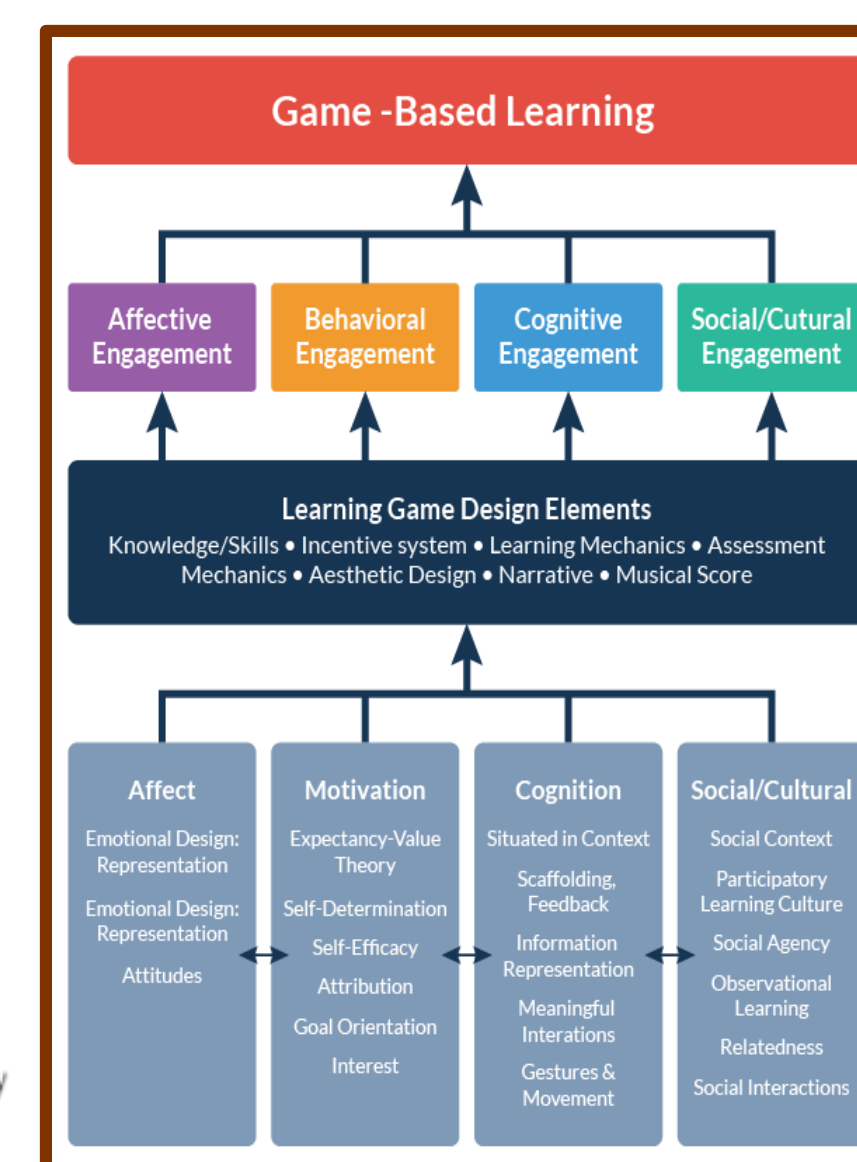 Game -Based Learning
Affective
Engagement
Behavioral
Engagement
Cognitive
Engagement
Social/Cutural
Engagement
Learning Game Design Elements
Knowledge/Skills • Incentive system • Learning Mechanics • Assessment
Mechanics • Aesthetic Design • Narrative • Musical Score
Affect
Emotional Design:
Representation
Emotional Design:
Representation
Attitudes
Motivation
Expectancy-Value
Theory
Self-Determination
Self-Efficacy
Attribution
Goal Orientation
Interest
Cognition
Situated in Context
Scaffolding,
Feedback
Information
Representation
Meaningful
Interations
Gestures &
Movement
Social/Cultural
Social Context
Participatory
Learning Culture
Social Agency
Observational
Learning
Relatedness
Social Interactions